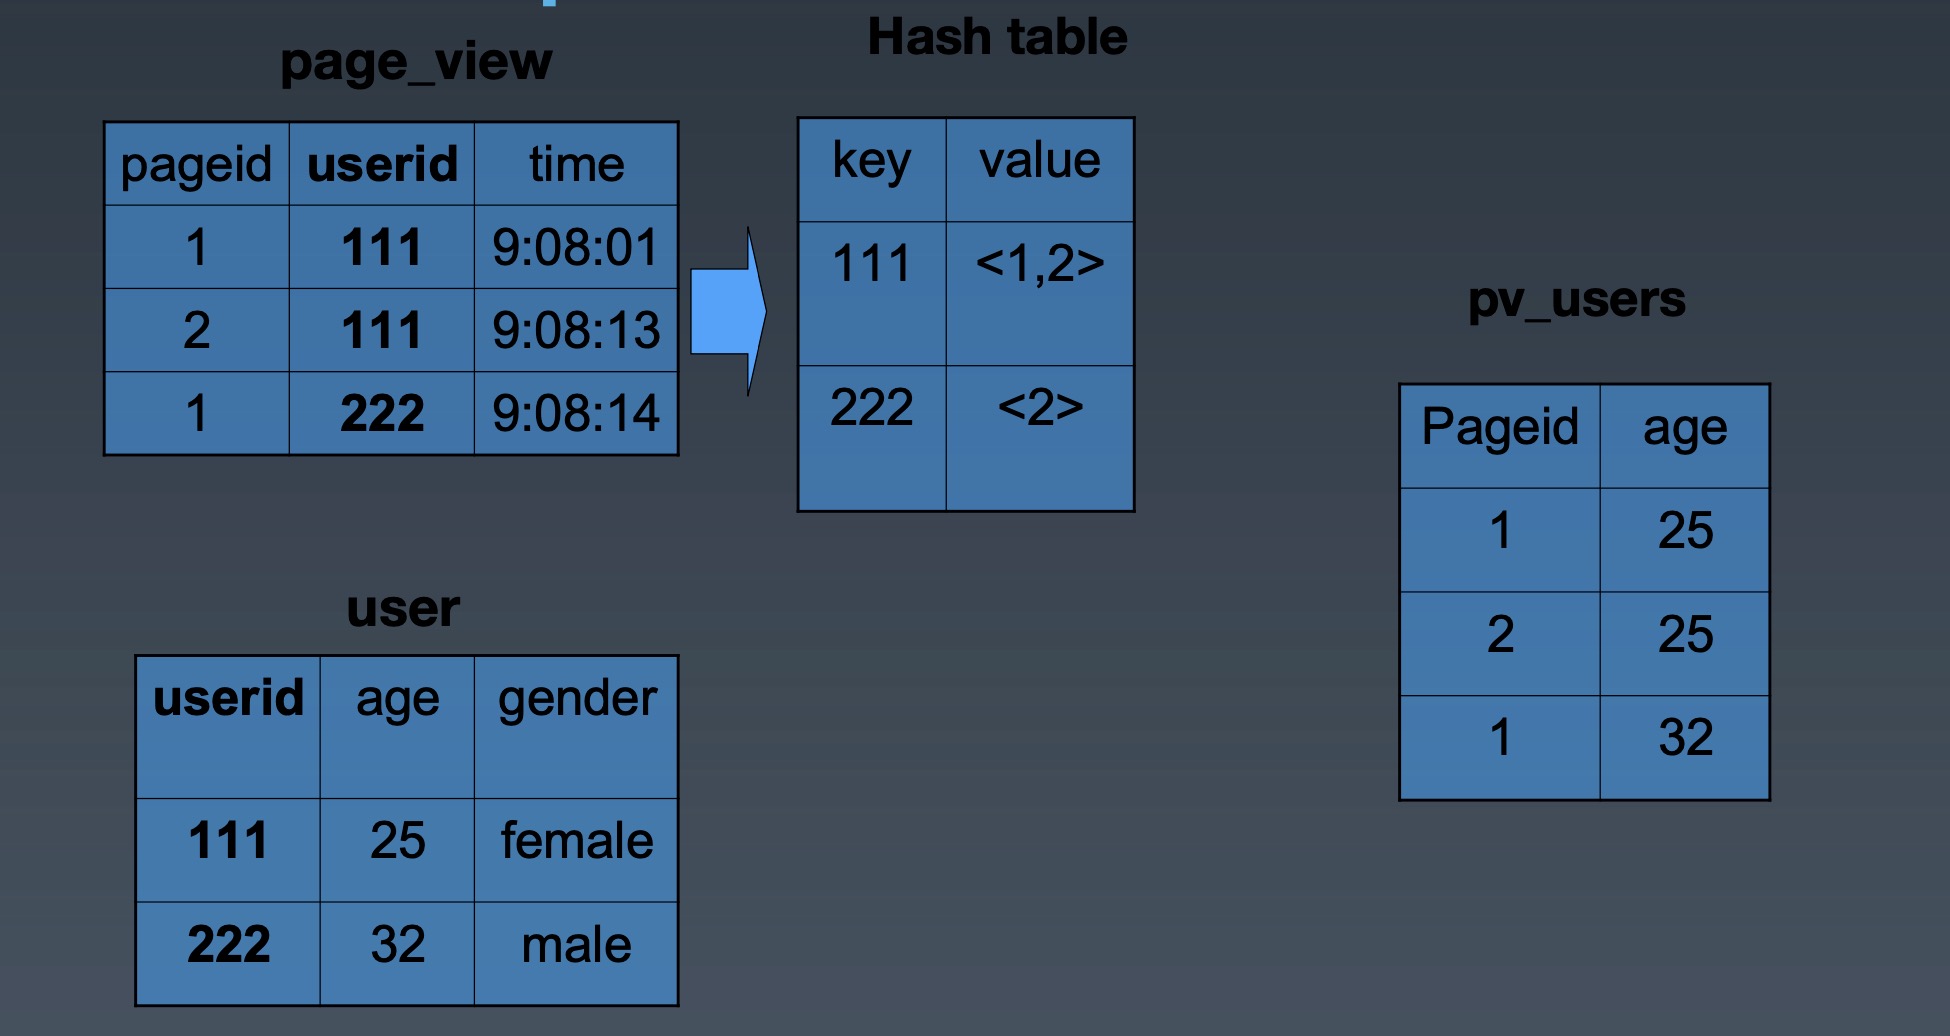 page_view
pageid userid time
1 111 9:08:01
2 111 9:08:13
1 222 9:08:14
Hash table
key value
111 <1,2>
222 <2>
user
userid age gender
111 25 female
222 32 male
pv_users
Pageid age
1 25
2 25
1 32